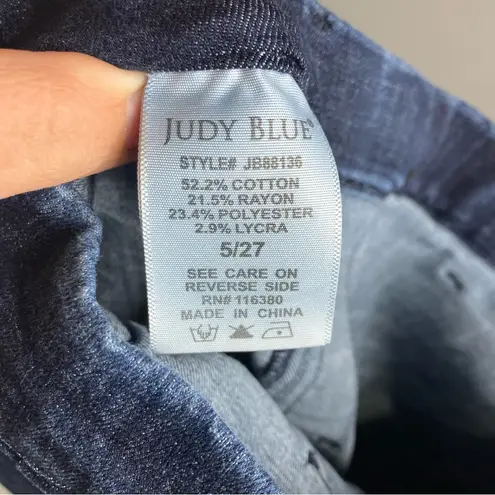 JUDY BLUE®
STYLE# JB88136
52.2% COTTON
21.5% RAYON
23.4% POLYESTER
2.9% LYCRA
5/27
SEE CARE ON
REVERSE SIDE
RN# 116380
MADE IN CHINA